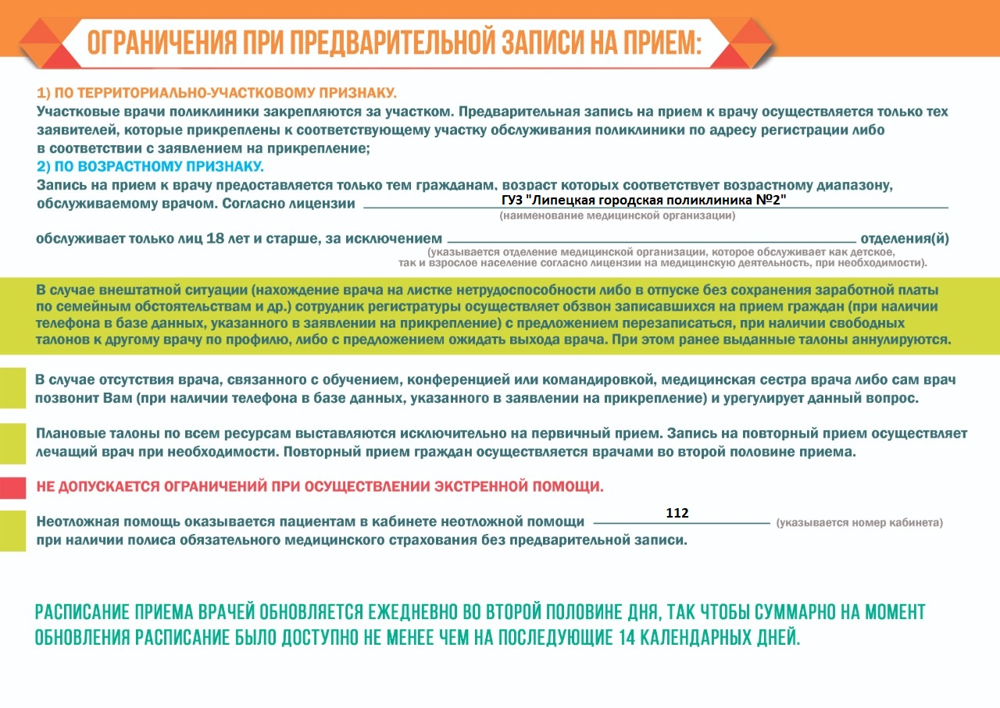 ОГРАНИЧЕНИЯ ПРИ ПРЕДВАРИТЕЛЬНОЙ ЗАПИСИ НА ПРИЕМ:
1) ПО ТЕРРИТОРИАЛЬНО-УЧАСТКОВОМУ ПРИЗНАКУ.
Участковые врачи поликлиники закрепляются за участком. Предварительная запись на прием к врачу осуществляется только тех
заявителей, которые прикреплены к соответствующему участку обслуживания поликлиники по адресу регистрации либо
в соответствии с заявлением на прикрепление;
2) ПО ВОЗРАСТНОМУ ПРИЗНАКУ.
Запись на прием к врачу предоставляется только тем гражданам, возраст которых соответствует возрастному диапазону,
обслуживаемому врачом. Согласно лицензии ГУЗ "Липецкая городская поликлиника №2"
(наименование медицинской организации)
обслуживает только лиц 18 лет и старше, за исключением отделения(й)
(указывается отделение медицинской организации, которое обслуживает как детское,
так и взрослое население согласно лицензии на медицинскую деятельность, при необходимости).
В случае внештатной ситуации (нахождение врача на листке нетрудоспособности либо в отпуске без сохранения заработной платы
по семейным обстоятельствам и др.) сотрудник регистратуры осуществляет обзвон записавшихся на прием граждан (при наличии
телефона в базе данных, указанного в заявлении на прикрепление) с предложением перезаписаться, при наличии свободных
талонов к другому врачу по профилю, либо с предложением ожидать выхода врача. При этом ранее выданные талоны аннулируются.
В случае отсутствия врача, связанного с обучением, конференцией или командировкой, медицинская сестра врача либо сам врач
позвонит Вам (при наличии телефона в базе данных, указанного в заявлении на прикрепление) и урегулирует данный вопрос.
Плановые талоны по всем ресурсам выставляются исключительно на первичный прием. Запись на повторный прием осуществляет
лечащий врач при необходимости. Повторный прием граждан осуществляется врачами во второй половине приема.
НЕ ДОПУСКАЕТСЯ ОГРАНИЧЕНИЙ ПРИ ОСУЩЕСТВЛЕНИИ ЭКСТРЕННОЙ ПОМОЩИ.
Неотложная помощь оказывается пациентам в кабинете неотложной помощи 112 (указывается номер кабинета)
при наличии полиса обязательного медицинского страхования без предварительной записи.
РАСПИСАНИЕ ПРИЕМА ВРАЧЕЙ ОБНОВЛЯЕТСЯ ЕЖЕДНЕВНО ВО ВТОРОЙ ПОЛОВИНЕ ДНЯ, ТАК ЧТОБЫ СУММАРНО НА МОМЕНТ
ОБНОВЛЕНИЯ РАСПИСАНИЕ БЫЛО ДОСТУПНО НЕ МЕНЕЕ ЧЕМ НА ПОСЛЕДУЮЩИЕ 14 КАЛЕНДАРНЫХ ДНЕЙ.